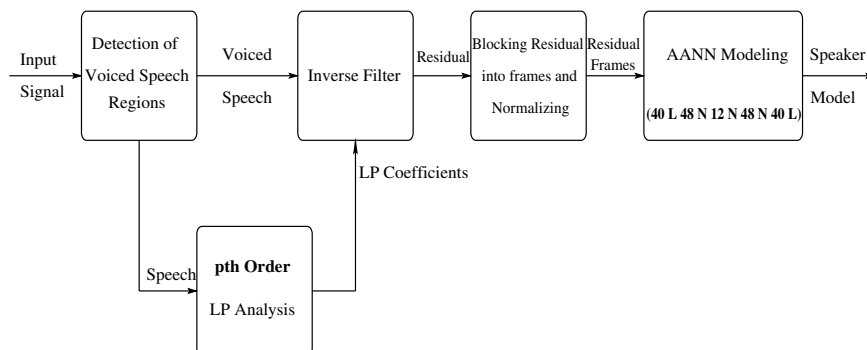 Input
Signal
Detection of
Voiced Speech
Regions
Voiced
Speech
Inverse Filter
Residual
Blocking Residual
into frames and
Normalizing
Residual
Frames
AANN Modeling
(40 L 48 N 12 N 48 N 40 L)
Speaker
Model
LP Coefficients
Speech
pth Order
LP Analysis